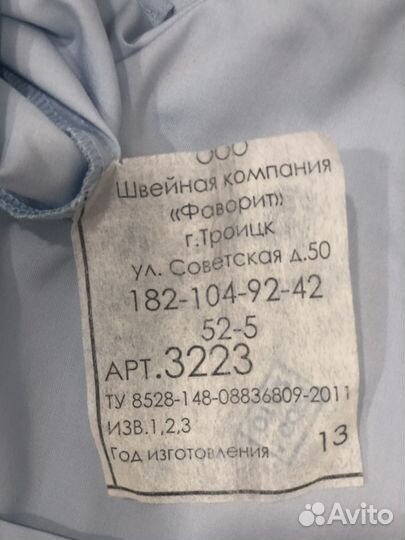 ООО
Швейная компания
«Фаворит»
г.Троицк
ул. Советская д.50
182-104-92-42
52-5
АРТ.3223
ТУ 8528-148-08836809-2011
ИЗВ.1,2,3
Год изготовления 13
Avito